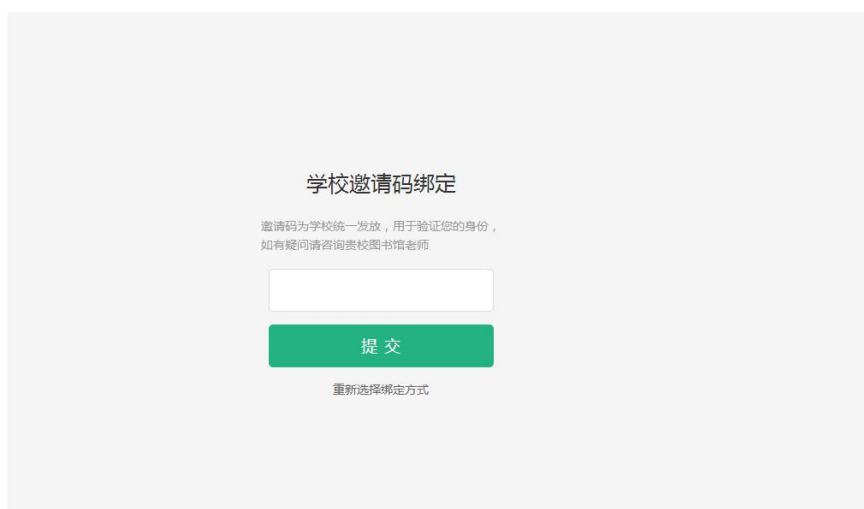 学校邀请码绑定
邀请码为学校统一发放，用于验证您的身份，
如有疑问请咨询贵校图书馆老师
提 交
重新选择绑定方式